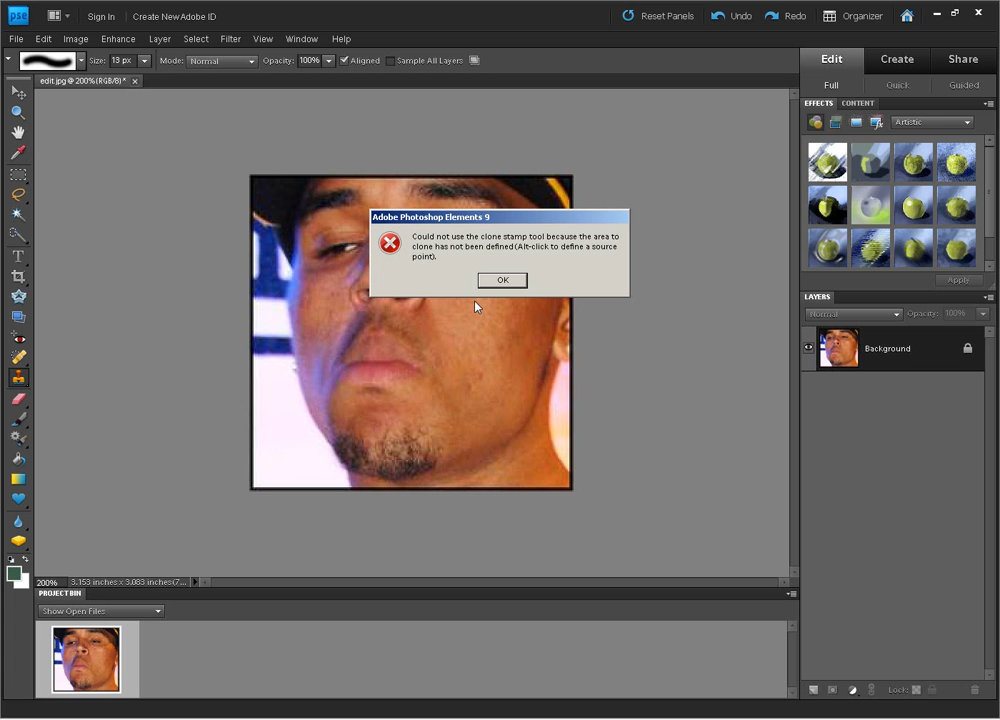 pse Sign In Create New Adobe ID Reset Panels Undo Redo Organizer
File Edit Image Enhance Layer Select Filter View Window Help
Size: 13 px Mode: Normal Opacity: 100% Aligned Sample All Layers
Edit Create Share
edit.jpg @ 200%(RGB/8)* ×
Full Quick Guided
EFFECTS CONTENT
Artistic
Adobe Photoshop Elements 9
Could not use the clone stamp tool because the area to
clone has not been defined (Alt-click to define a source
point).
OK
Apply
LAYERS
Normal Opacity: 100%
Background
200% 3.153 inches x 3.083 inches (7...
PROJECT BIN
Show Open Files
Lock: